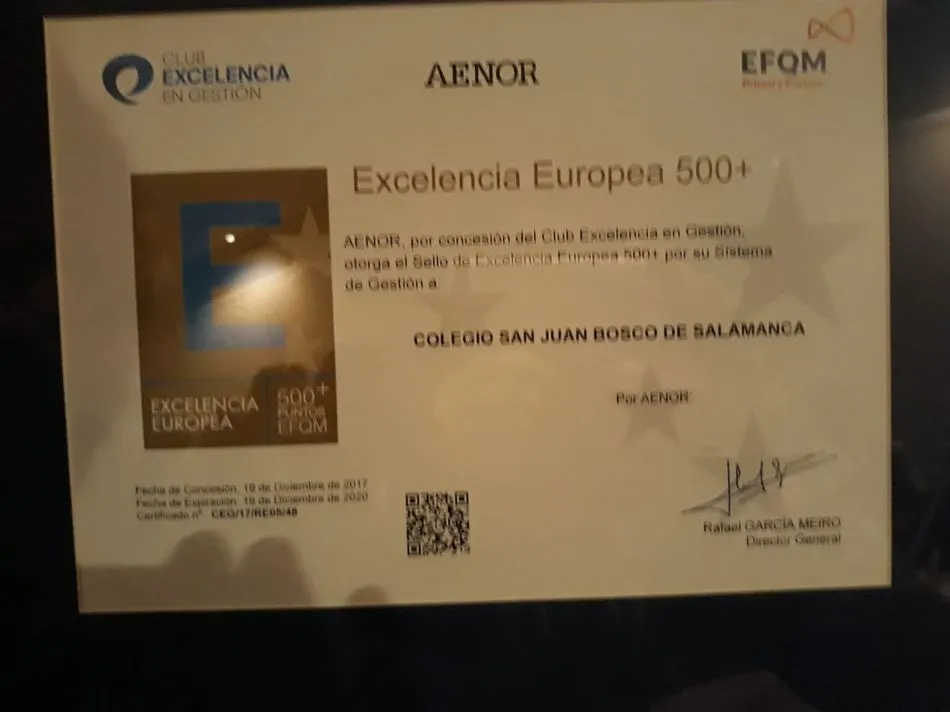 CLUB
EXCELENCIA
EN GESTIÓN
AENOR
EFQM
Excelencia Europea 500+
AENOR, por concesión del Club Excelencia en Gestión,
otorga el Sello de Excelencia Europea 500+ por su Sistema
de Gestión a
COLEGIO SAN JUAN BOSCO DE SALAMANCA
E
EXCELENCIA
EUROPEA
500+
PUNTOS
EFQM
Por AENOR
Fecha de Concesión: 19 de Diciembre de 2017
Fecha de Expiración: 19 de Diciembre de 2020
Certificado nº
Rafael GARCÍA MEIRO
Director General